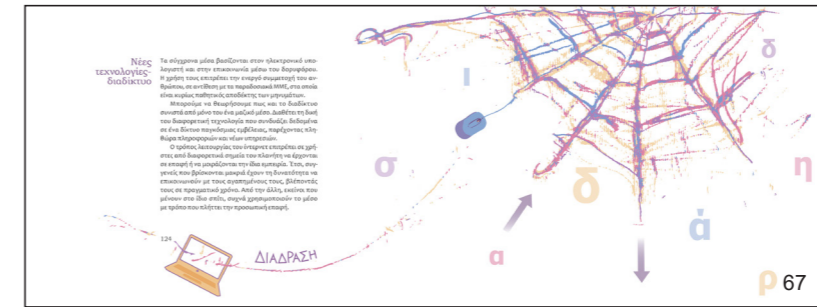 Νέες
τεχνολογίες-
διαδίκτυο
Τα σύγχρονα μέσα βασίζονται στον ηλεκτρονικό υπο-
λογιστή και στην επικοινωνία μέσω του δορυφόρου.
Η χρήση τους επιτρέπει την ενεργό συμμετοχή του αν-
θρώπου, σε αντίθεση με τα παραδοσιακά ΜΜΕ, στα οποία
είναι κυρίως παθητικός αποδέκτης των μηνυμάτων.
Μπορούμε να θεωρήσουμε πως και το διαδίκτυο
συνιστά από μόνο του ένα μαζικό μέσο. Διαθέτει τη δική
του διαφορετική τεχνολογία που συνδυάζει δεδομένα
σε ένα δίκτυο παγκόσμιας εμβέλειας, παρέχοντας πλη-
θώρα πληροφοριών και νέων υπηρεσιών.
Ο τρόπος λειτουργίας του ίντερνετ επιτρέπει σε χρή-
στες από διαφορετικά σημεία του πλανήτη να έρχονται
σε επαφή ή να μοιράζονται την ίδια εμπειρία. Έτσι, συγ-
γενείς που βρίσκονται μακριά έχουν τη δυνατότητα να
επικοινωνούν με τους αγαπημένους τους, βλέποντάς
τους σε πραγματικό χρόνο. Από την άλλη, εκείνοι που
μένουν στο ίδιο σπίτι, συχνά χρησιμοποιούν το μέσο
με τρόπο που πλήττει την προσωπική επαφή.
124
ΔΙΑΔΡΑΣΗ
ι
δ
σ
δ
η
ά
α
ρ
67